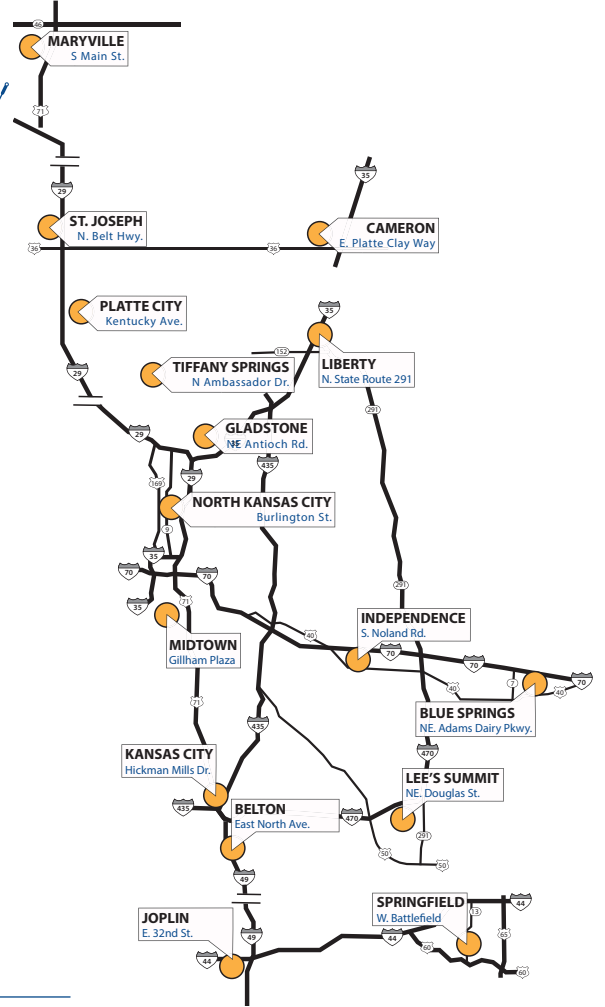 46
MARYVILLE
S Main St.
71
29
35
ST. JOSEPH
N. Belt Hwy.
CAMERON
E. Platte Clay Way
36
36
PLATTE CITY
Kentucky Ave.
35
152
29
TIFFANY SPRINGS
N Ambassador Dr.
LIBERTY
N. State Route 291
291
GLADSTONE
NE Antioch Rd.
35
29
435
29
169
NORTH KANSAS CITY
Burlington St.
9
35
70
70
291
35
71
MIDTOWN
Gillham Plaza
40
INDEPENDENCE
S. Noland Rd.
70
70
70
7
40
40
71
BLUE SPRINGS
NE. Adams Dairy Pkwy.
435
470
KANSAS CITY
Hickman Mills Dr.
LEE'S SUMMIT
NE. Douglas St.
435
BELTON
East North Ave.
470
291
50
50
49
JOPLIN
E. 32nd St.
SPRINGFIELD
W. Battlefield
44
13
49
44
65
44
60
60